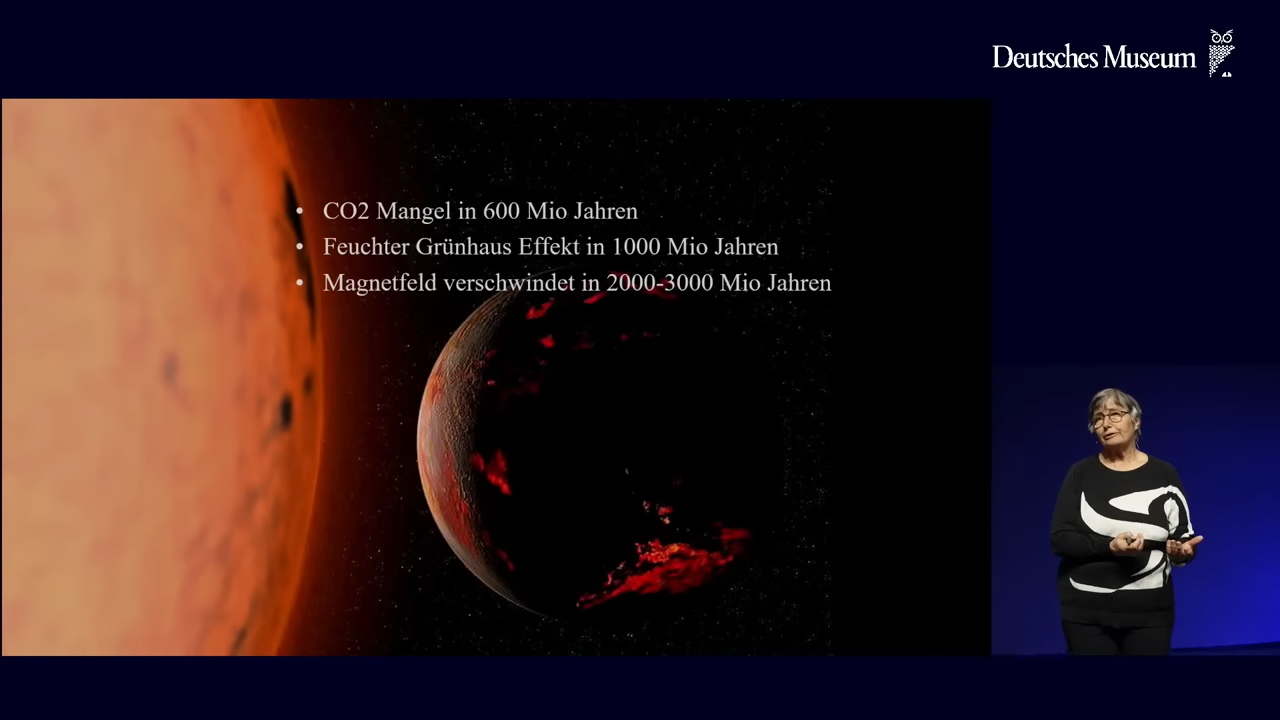 Deutsches Museum
• CO2 Mangel in 600 Mio Jahren
• Feuchter Grünhaus Effekt in 1000 Mio Jahren
• Magnetfeld verschwindet in 2000-3000 Mio Jahren